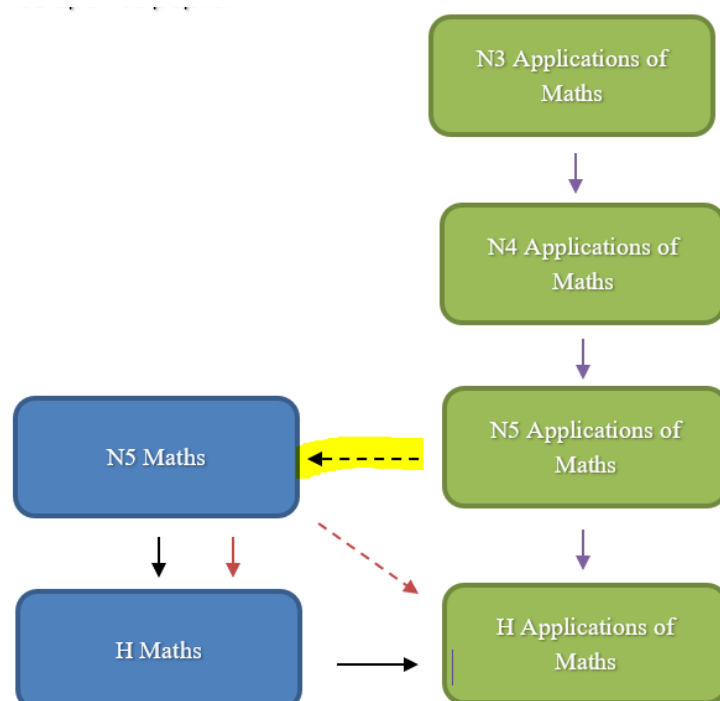 N3 Applications of
Maths
N4 Applications of
Maths
N5 Maths
N5 Applications of
Maths
H Maths
H Applications of
Maths